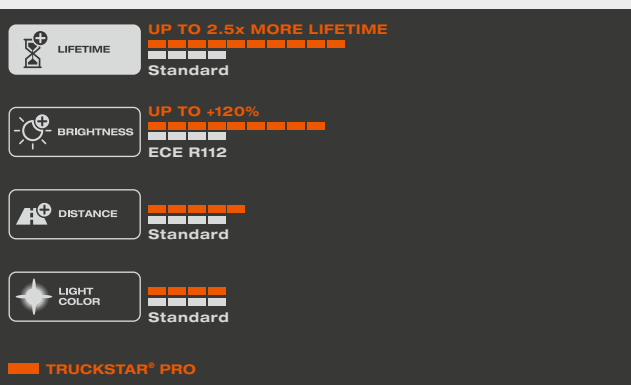 UP TO 2.5x MORE LIFETIME
LIFETIME
Standard
UP TO +120%
BRIGHTNESS
ECE R112
DISTANCE
Standard
LIGHT
COLOR
Standard
TRUCKSTAR® PRO